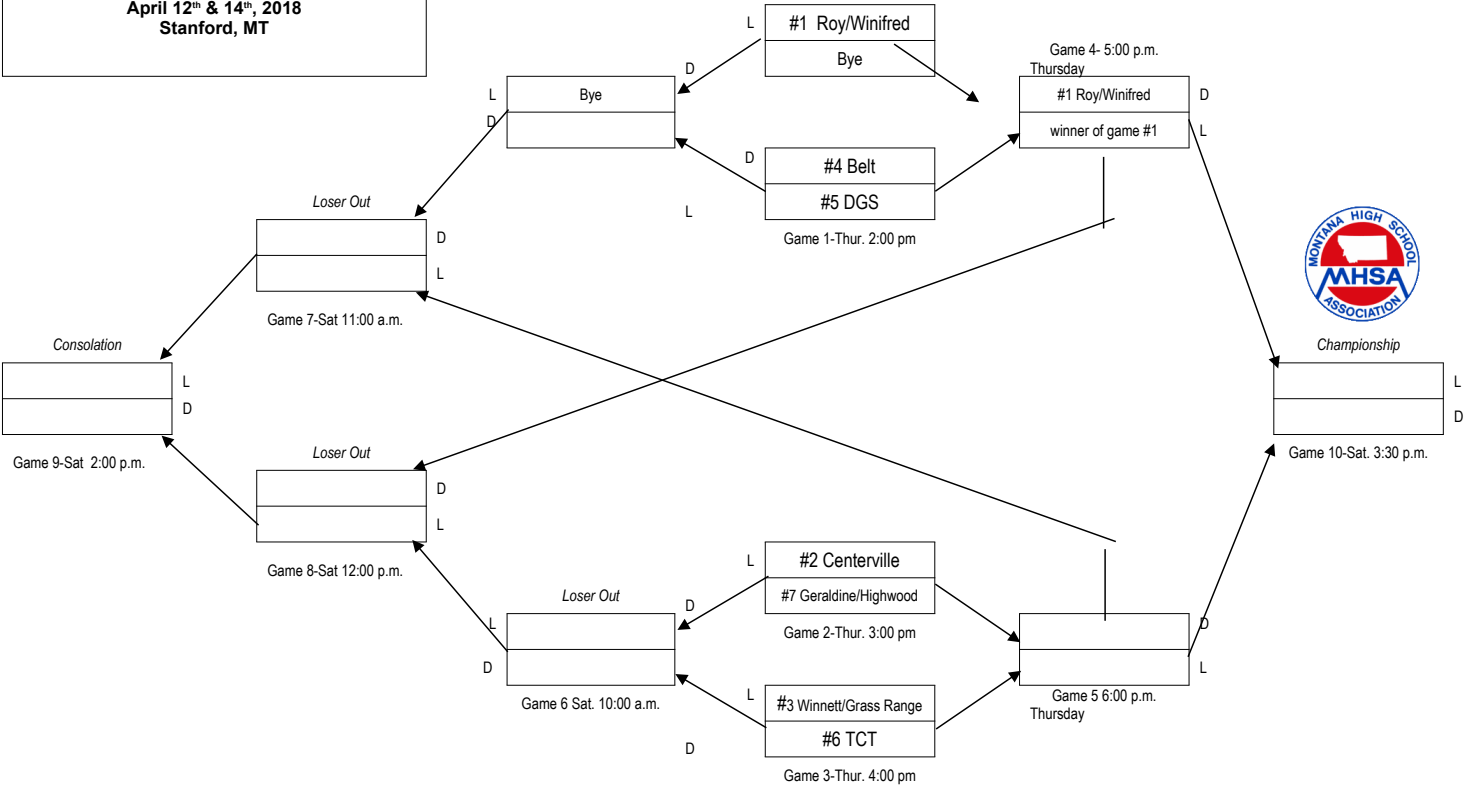 April 12th & 14th, 2018
Stanford, MT
L
#1 Roy/Winifred
Bye
D
Game 4- 5:00 p.m.
Thursday
L
Bye
D
#1 Roy/Winifred
D
winner of game #1
L
D
#4 Belt
#5 DGS
L
Game 1-Thur. 2:00 pm
Loser Out
D
L
Game 7-Sat 11:00 a.m.
MONTANA HIGH SCHOOL
MHSA
ASSOCIATION
Consolation
L
D
Game 9-Sat 2:00 p.m.
Championship
L
D
Game 10-Sat. 3:30 p.m.
Loser Out
D
L
Game 8-Sat 12:00 p.m.
L
#2 Centerville
#7 Geraldine/Highwood
Game 2-Thur. 3:00 pm
Loser Out
D
L
D
Game 6 Sat. 10:00 a.m.
D
L
Game 5 6:00 p.m.
Thursday
L
#3 Winnett/Grass Range
#6 TCT
D
Game 3-Thur. 4:00 pm